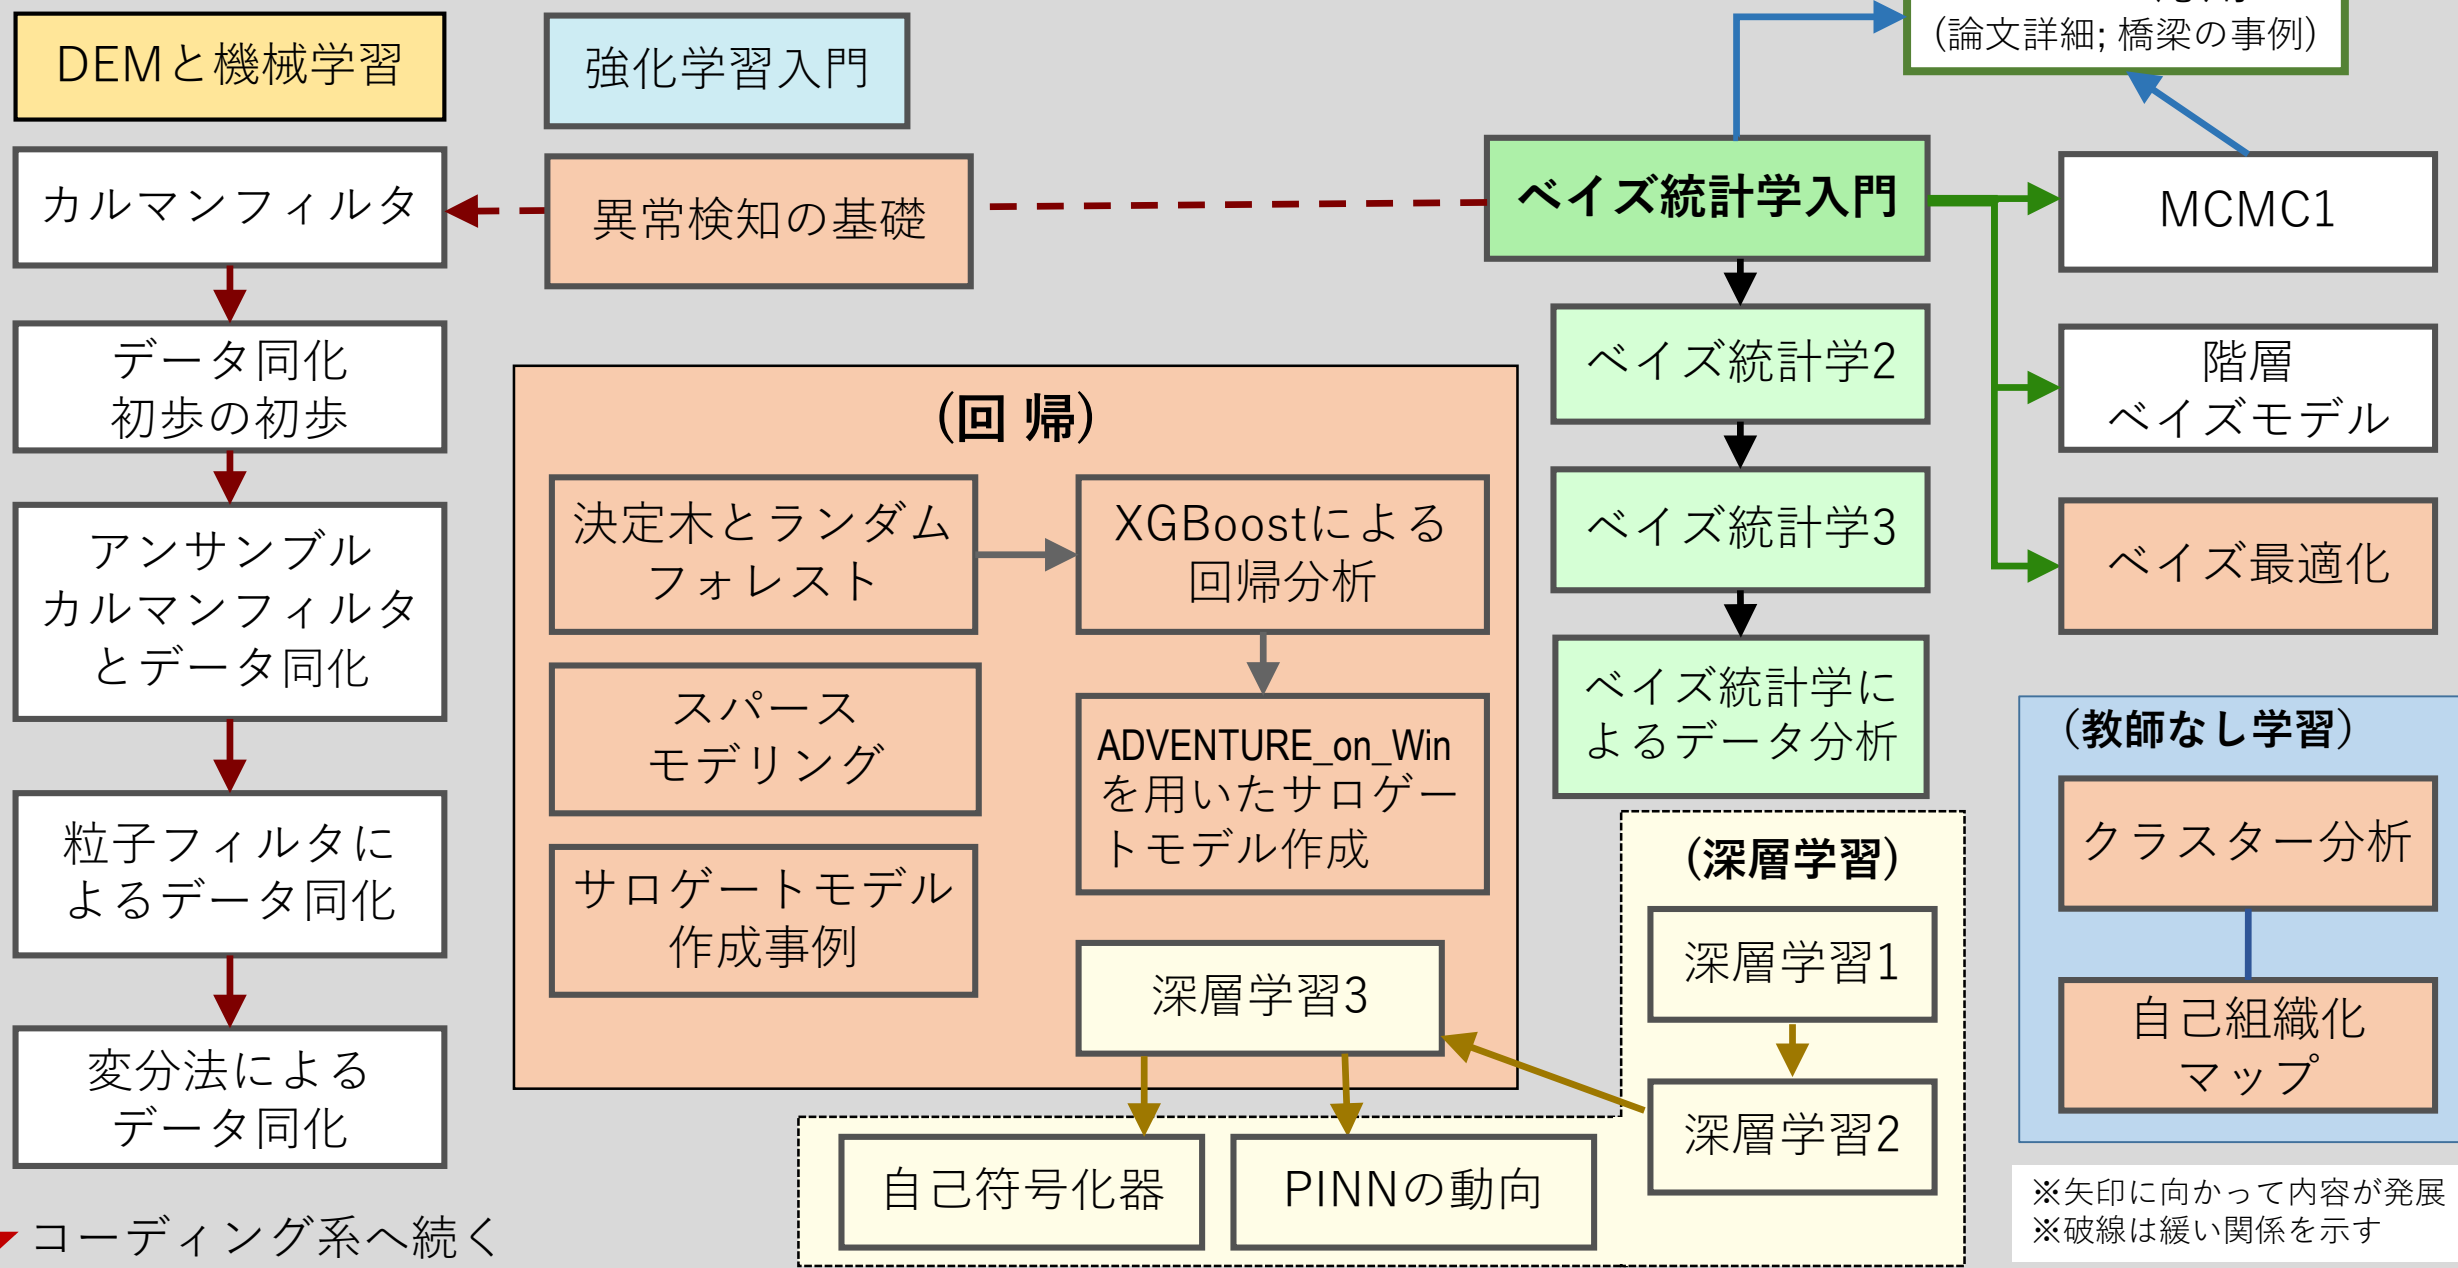 DEMと機械学習
強化学習入門
(論文詳細; 橋梁の事例)
カルマンフィルタ
異常検知の基礎
ベイズ統計学入門
MCMC1
データ同化
初歩の初歩
ベイズ統計学2
階層
ベイズモデル
(回 帰)
アンサンブル
カルマンフィルタ
とデータ同化
決定木とランダム
フォレスト
XGBoostによる
回帰分析
ベイズ統計学3
ベイズ最適化
スパース
モデリング
ADVENTURE_on_Win
を用いたサロゲー
トモデル作成
ベイズ統計学に
よるデータ分析
(教師なし学習)
クラスター分析
自己組織化
マップ
粒子フィルタに
よるデータ同化
サロゲートモデル
作成事例
(深層学習)
深層学習1
深層学習2
深層学習3
変分法による
データ同化
自己符号化器
PINNの動向
コーディング系へ続く
※矢印に向かって内容が発展
※破線は緩い関係を示す